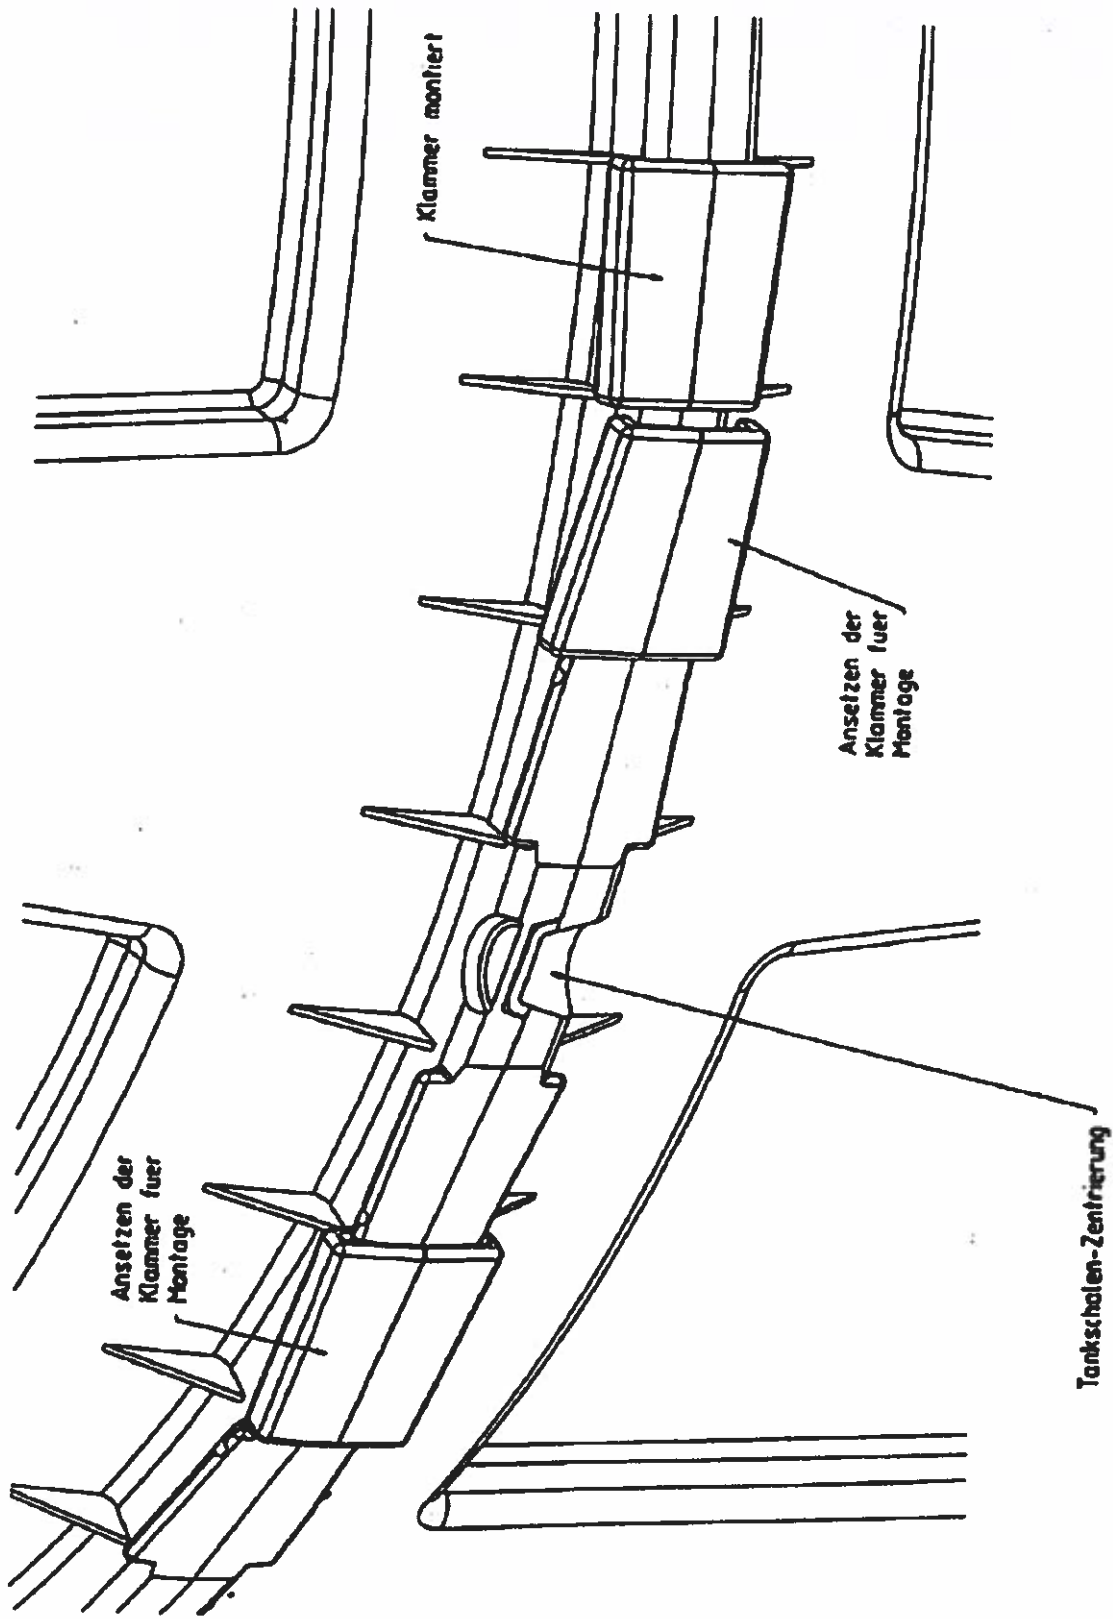 Klammer montiert
Ansetzen der
Klammer fuer
Montage
Ansetzen der
Klammer fuer
Montage
Tankschalen-Zentrierung